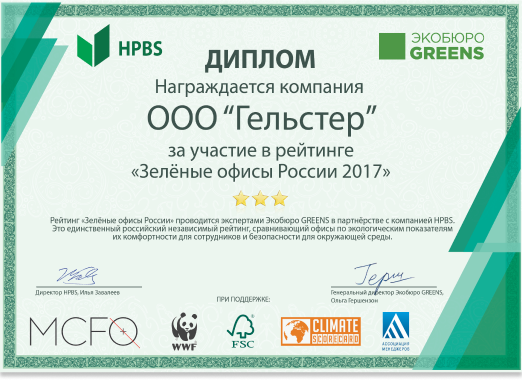 HPBS
ЭКОБЮРО
GREENS
ДИПЛОМ
Награждается компания
ООО “Гельстер”
за участие в рейтинге
«Зелёные офисы России 2017»
Рейтинг «Зелёные офисы России» проводится экспертами Экобюро GREENS в партнёрстве с компанией HPBS.
Это единственный российский независимый рейтинг, сравнивающий офисы по экологическим показателям
их комфортности для сотрудников и безопасности для окружающей среды.
Директор HPBS, Илья Завалеев
Генеральный директор Экобюро GREENS,
Ольга Гершензон
ПРИ ПОДДЕРЖКЕ:
MCFO
WWF
FSC
CLIMATE
SCORECARD
АССОЦИАЦИЯ
МЕНЕДЖЕРОВ